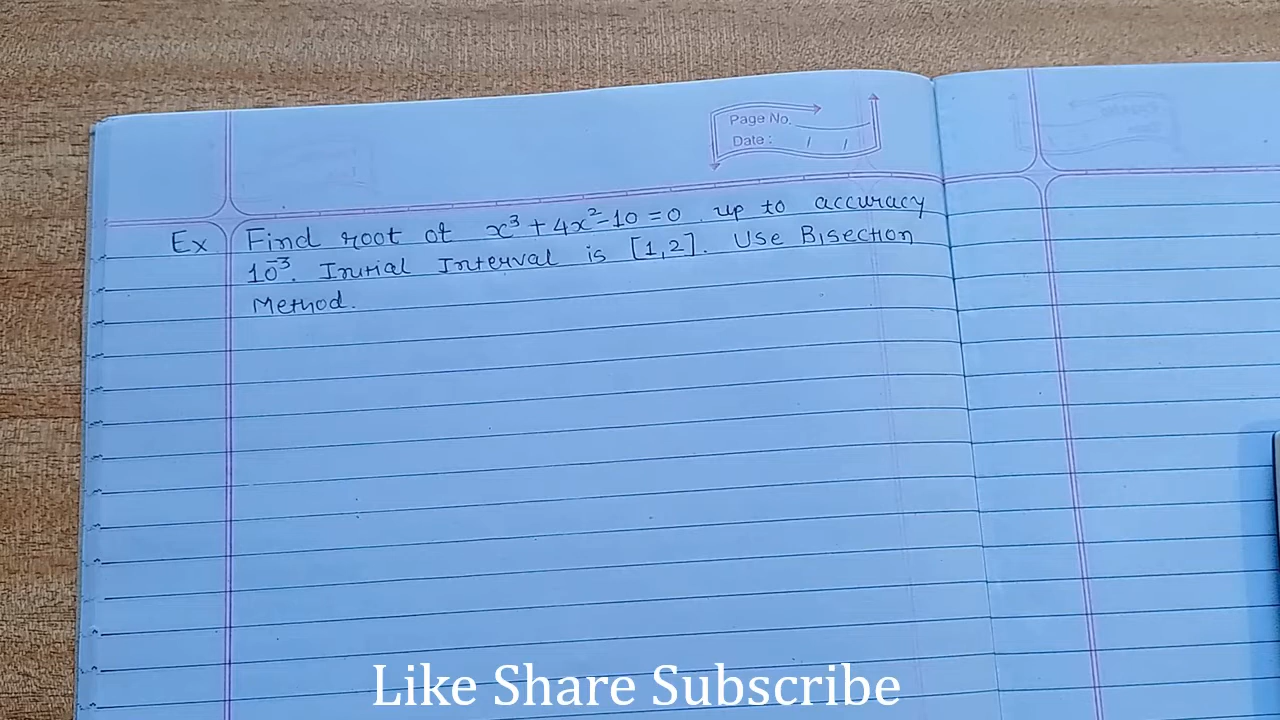 Page No.
Date : / /
Ex Find root of x³ + 4x² - 10 = 0 . up to accuracy
10⁻³. Initial Interval is [1,2]. Use Bisection
Method.
Like Share Subscribe